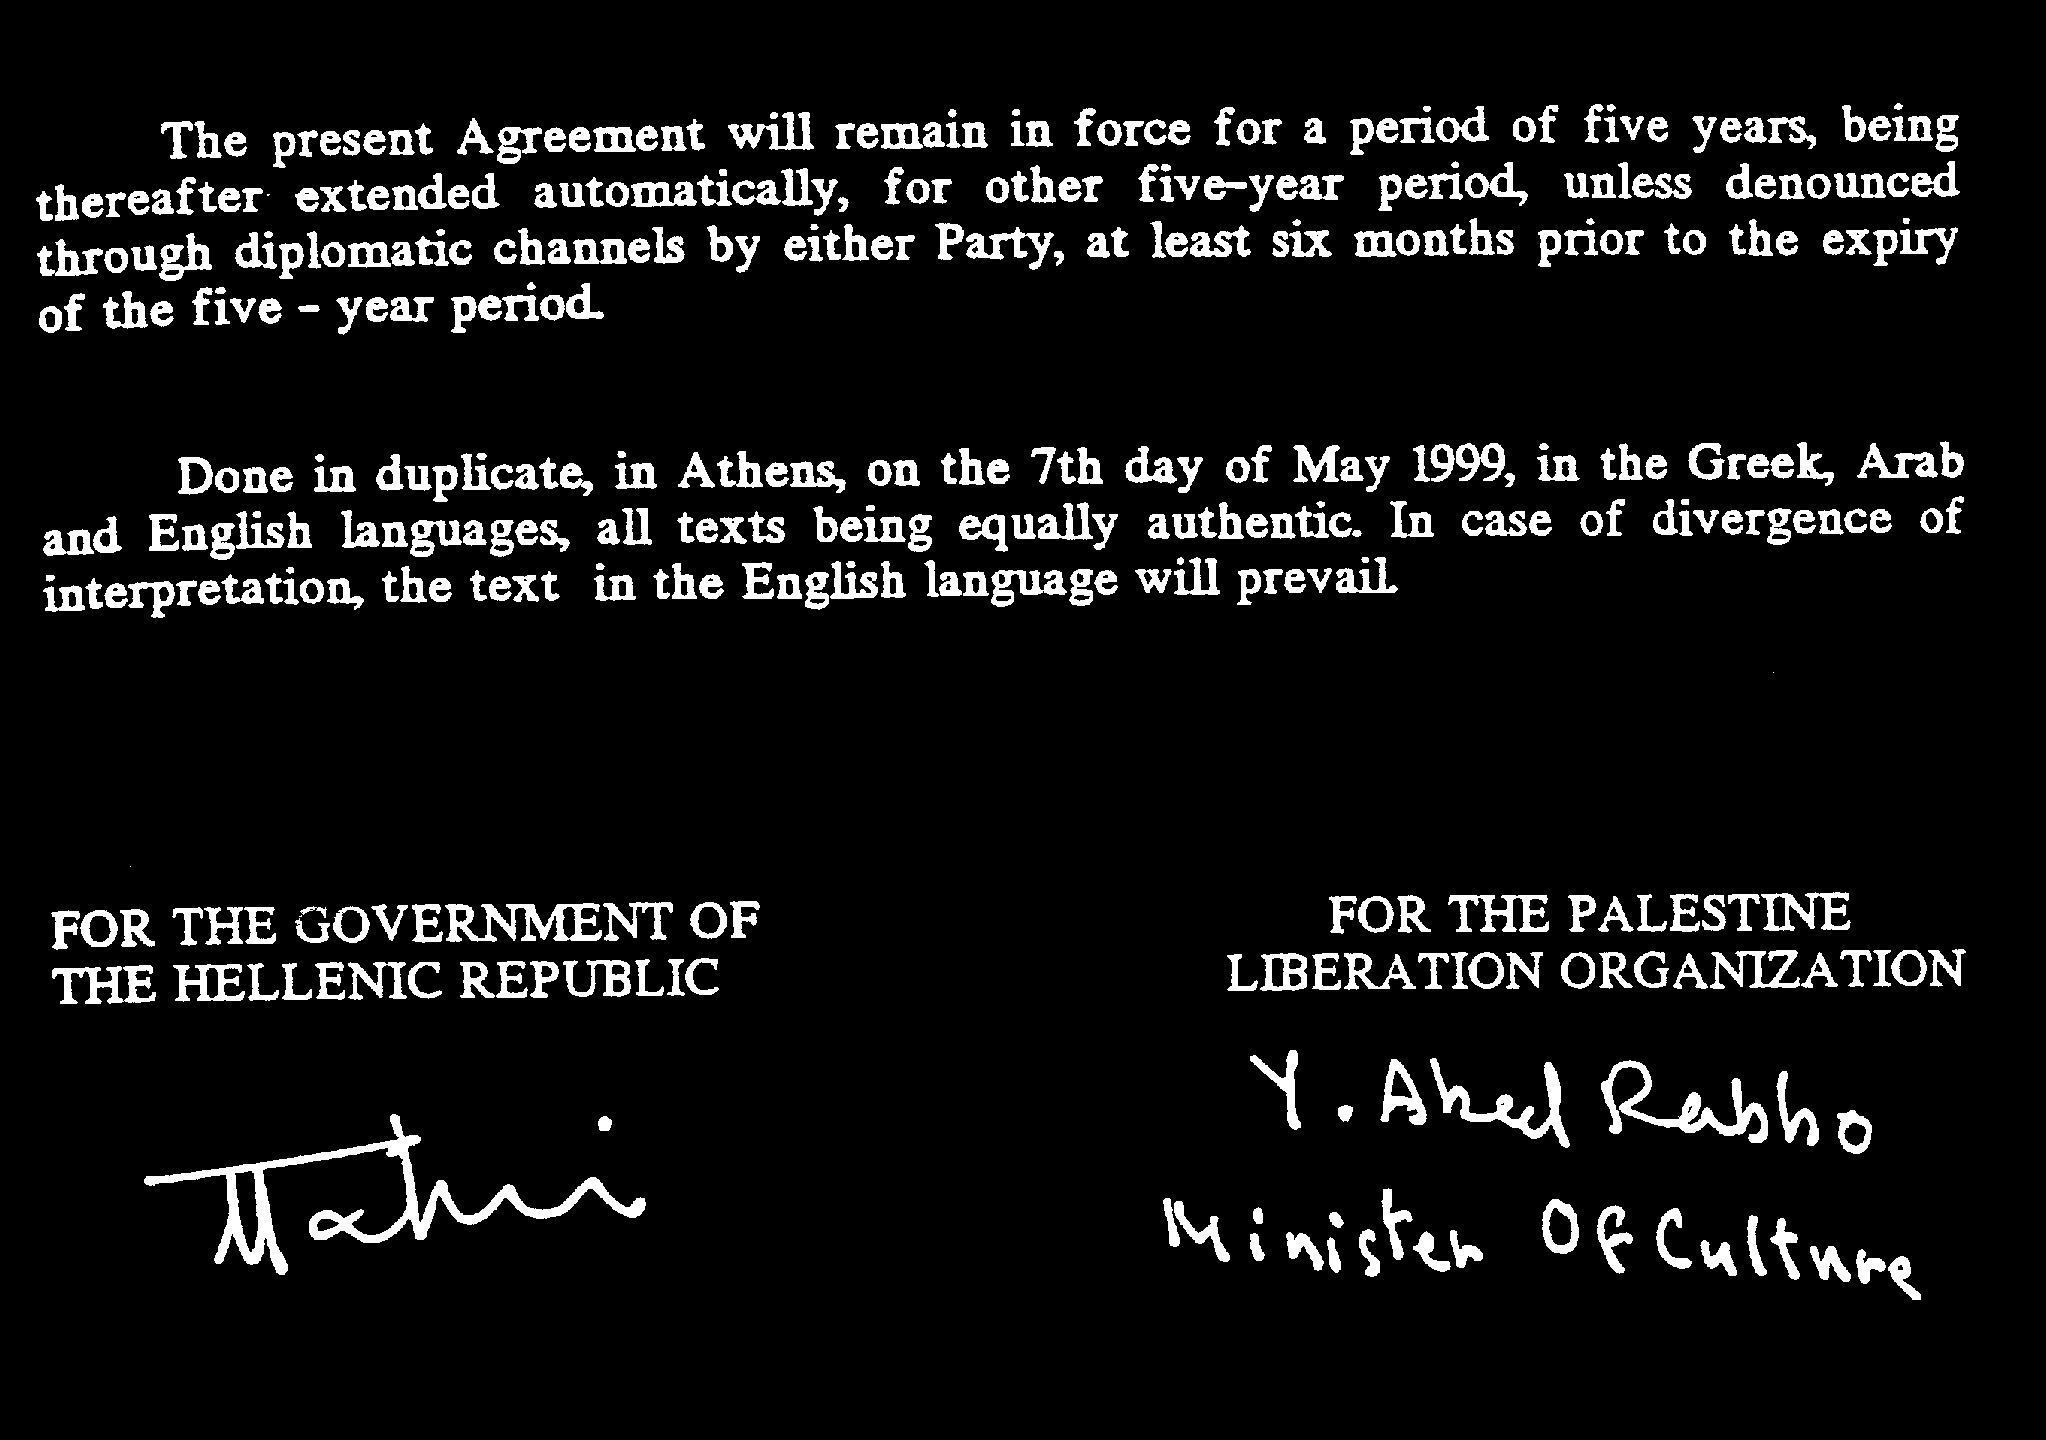 The present Agreement will remain in force for a period of five years, being
thereafter extended automatically, for other five-year period, unless denounced
through diplomatic channels by either Party, at least six months prior to the expiry
of the five - year period.
Done in duplicate, in Athens, on the 7th day of May 1999, in the Greek, Arab
and English languages, all texts being equally authentic. In case of divergence of
interpretation, the text in the English language will prevail.
FOR THE GOVERNMENT OF
THE HELLENIC REPUBLIC
FOR THE PALESTINE
LIBERATION ORGANIZATION
Y. Abed Rabbo
Minister Of Culture